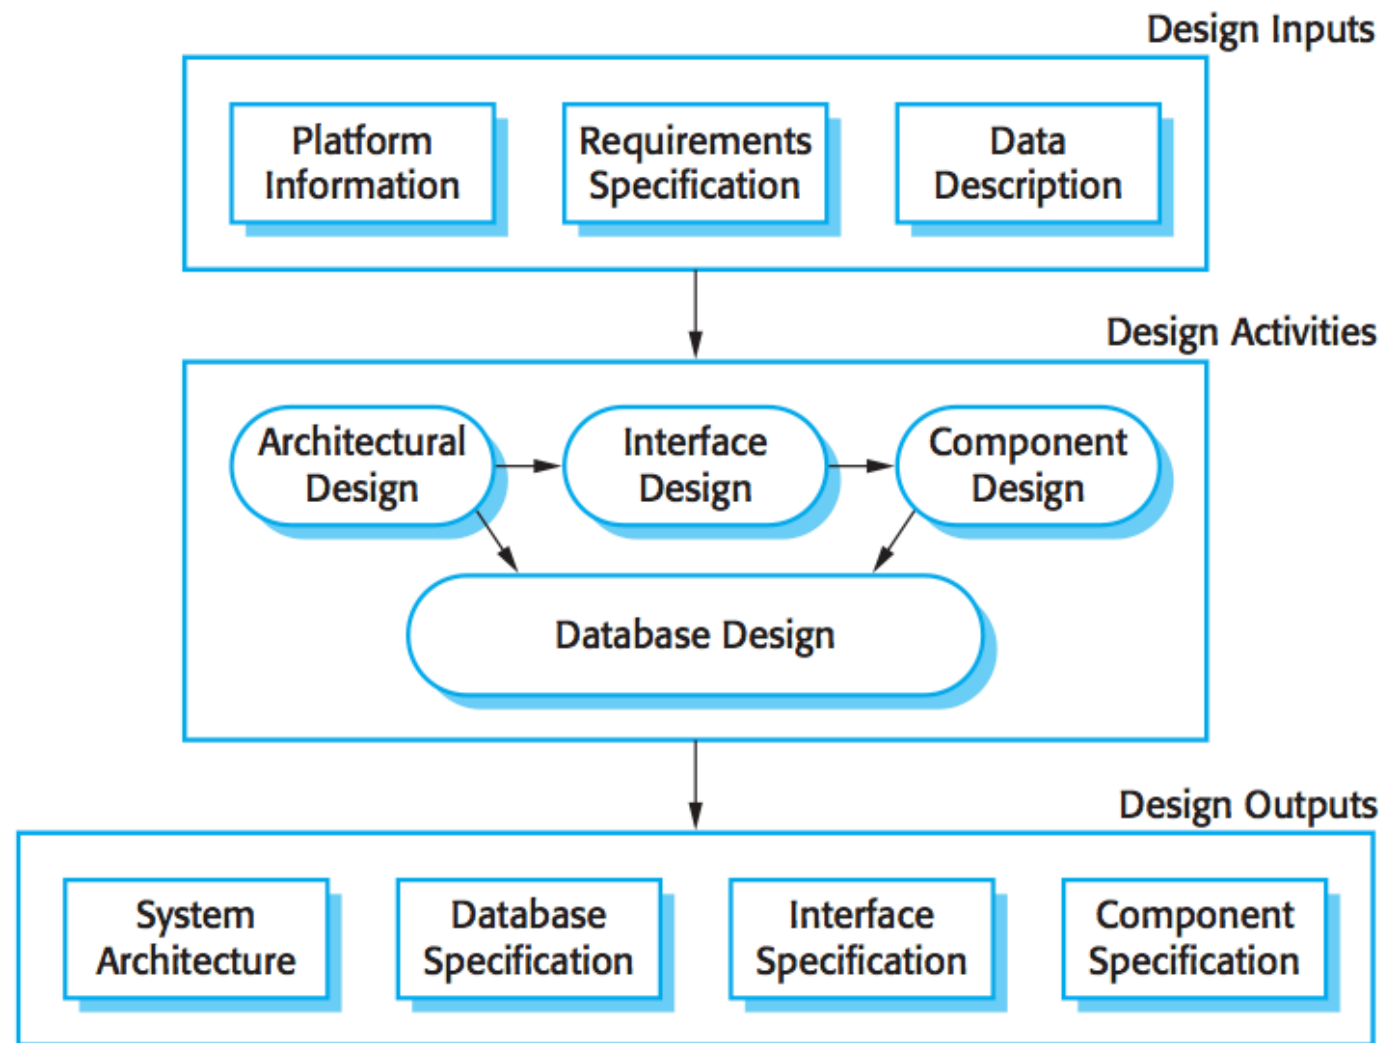 Design Inputs
Platform
Information
Requirements
Specification
Data
Description
Design Activities
Architectural
Design
Interface
Design
Component
Design
Database Design
Design Outputs
System
Architecture
Database
Specification
Interface
Specification
Component
Specification